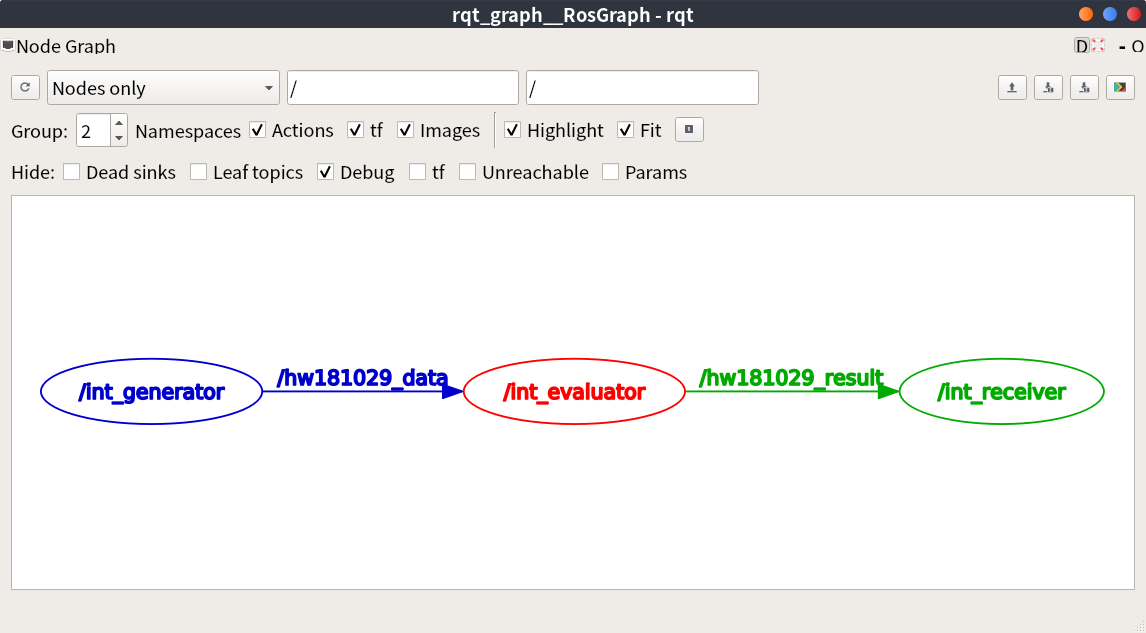 rqt_graph__RosGraph - rqt
Node Graph D - O
Nodes only / /
Group: 2 Namespaces Actions tf Images Highlight Fit
Hide: Dead sinks Leaf topics Debug tf Unreachable Params
/hw181029_data /hw181029_result
/int_generator /int_evaluator /int_receiver